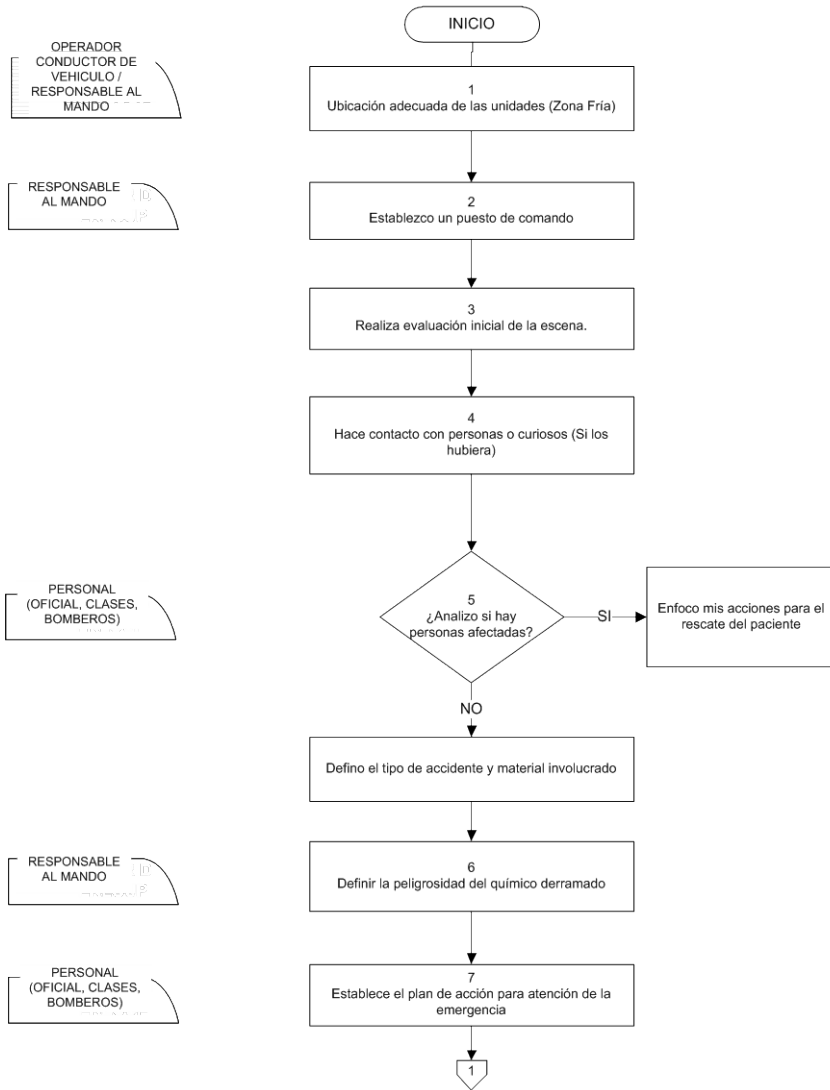 INICIO
OPERADOR
CONDUCTOR DE
VEHICULO /
RESPONSABLE AL
MANDO
1
Ubicación adecuada de las unidades (Zona Fría)
RESPONSABLE
AL MANDO
2
Establezco un puesto de comando
3
Realiza evaluación inicial de la escena.
4
Hace contacto con personas o curiosos (Si los
hubiera)
PERSONAL
(OFICIAL, CLASES,
BOMBEROS)
5
¿Analizo si hay
personas afectadas?
SI
Enfoco mis acciones para el
rescate del paciente
NO
Defino el tipo de accidente y material involucrado
RESPONSABLE
AL MANDO
6
Definir la peligrosidad del químico derramado
PERSONAL
(OFICIAL, CLASES,
BOMBEROS)
7
Establece el plan de acción para atención de la
emergencia
1